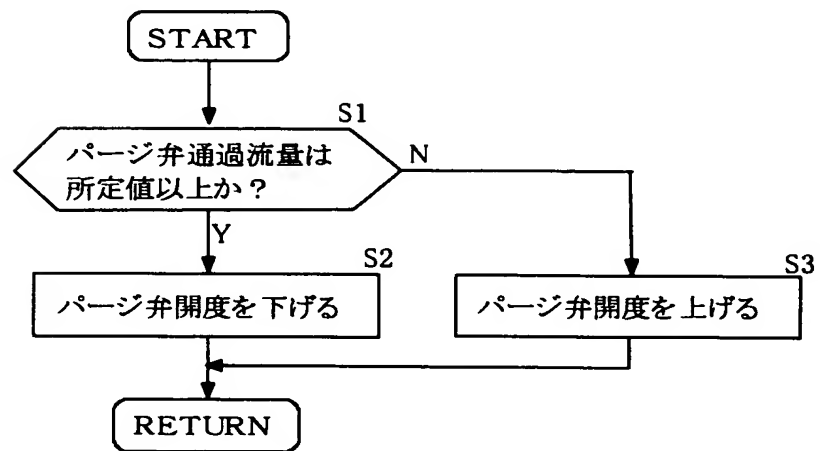 START
S1
パージ弁通過流量は
所定値以上か？
N
Y
S2
パージ弁開度を下げる
S3
パージ弁開度を上げる
RETURN